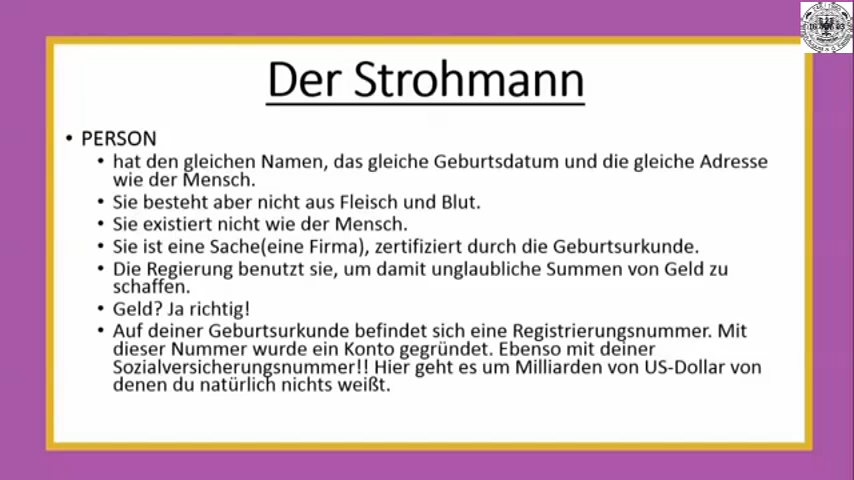 Der Strohmann
• PERSON
• hat den gleichen Namen, das gleiche Geburtsdatum und die gleiche Adresse
wie der Mensch.
• Sie besteht aber nicht aus Fleisch und Blut.
• Sie existiert nicht wie der Mensch.
• Sie ist eine Sache(eine Firma), zertifiziert durch die Geburtsurkunde.
• Die Regierung benutzt sie, um damit unglaubliche Summen von Geld zu
schaffen.
• Geld? Ja richtig!
• Auf deiner Geburtsurkunde befindet sich eine Registrierungsnummer. Mit
dieser Nummer wurde ein Konto gegründet. Ebenso mit deiner
Sozialversicherungsnummer!! Hier geht es um Milliarden von US-Dollar von
denen du natürlich nichts weißt.